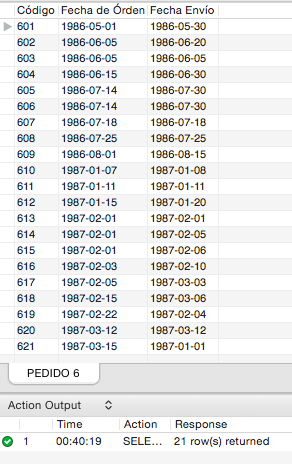 Código Fecha de Órden Fecha Envío
601 1986-05-01 1986-05-30
602 1986-06-05 1986-06-20
603 1986-06-05 1986-06-05
604 1986-06-15 1986-06-30
605 1986-07-14 1986-07-30
606 1986-07-14 1986-07-30
607 1986-07-18 1986-07-18
608 1986-07-25 1986-07-25
609 1986-08-01 1986-08-15
610 1987-01-07 1987-01-08
611 1987-01-11 1987-01-11
612 1987-01-15 1987-01-20
613 1987-02-01 1987-02-01
614 1987-02-01 1987-02-05
615 1987-02-01 1987-02-06
616 1987-02-03 1987-02-10
617 1987-02-05 1987-03-03
618 1987-02-15 1987-03-06
619 1987-02-22 1987-02-04
620 1987-03-12 1987-03-12
621 1987-03-15 1987-01-01
PEDIDO 6
Action Output
Time Action Response
1 00:40:19 SELE... 21 row(s) returned